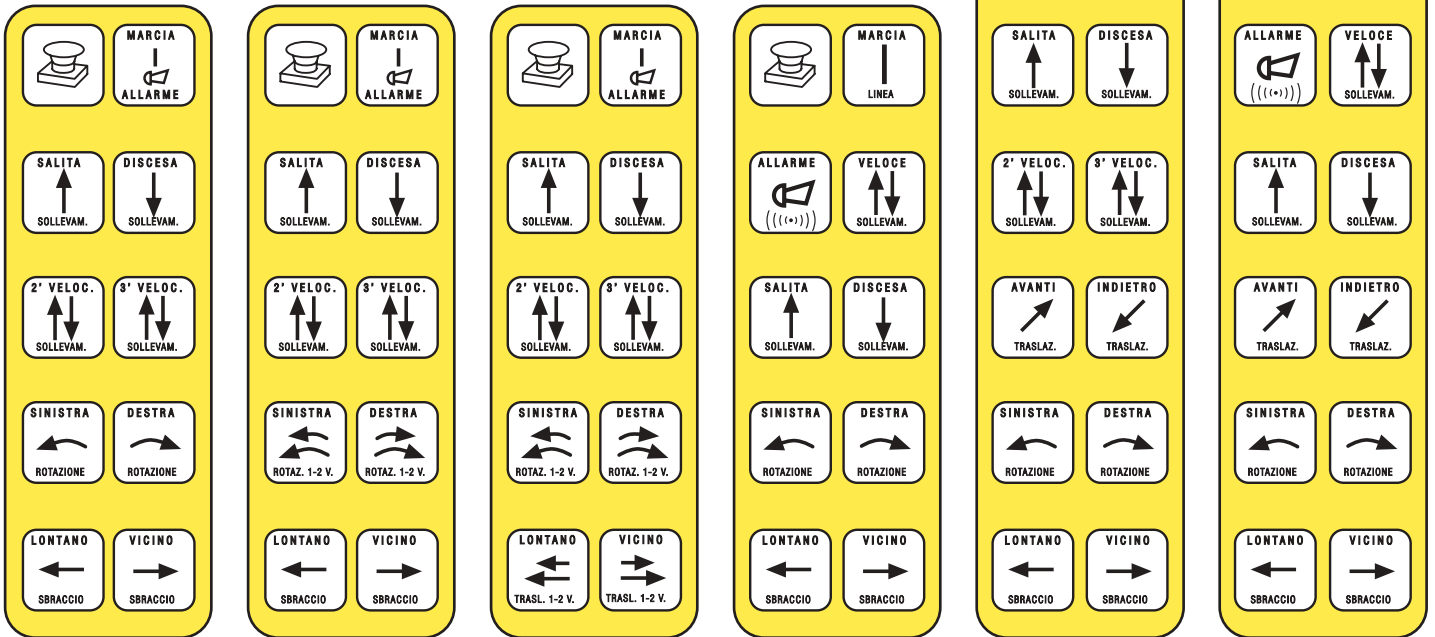 MARCIA
ALLARME
SALITA DISCESA
SOLLEVAM. SOLLEVAM.
2' VELOC. 3' VELOC.
SOLLEVAM. SOLLEVAM.
SINISTRA DESTRA
ROTAZIONE ROTAZIONE
LONTANO VICINO
SBRACCIO SBRACCIO
MARCIA
ALLARME
SALITA DISCESA
SOLLEVAM. SOLLEVAM.
2' VELOC. 3' VELOC.
SOLLEVAM. SOLLEVAM.
SINISTRA DESTRA
ROTAZ. 1-2 V. ROTAZ. 1-2 V.
LONTANO VICINO
SBRACCIO SBRACCIO
MARCIA
ALLARME
SALITA DISCESA
SOLLEVAM. SOLLEVAM.
2' VELOC. 3' VELOC.
SOLLEVAM. SOLLEVAM.
SINISTRA DESTRA
ROTAZ. 1-2 V. ROTAZ. 1-2 V.
LONTANO VICINO
TRASL. 1-2 V. TRASL. 1-2 V.
MARCIA
LINEA
ALLARME VELOCE
SOLLEVAM.
SALITA DISCESA
SOLLEVAM. SOLLEVAM.
SINISTRA DESTRA
ROTAZIONE ROTAZIONE
LONTANO VICINO
SBRACCIO SBRACCIO
SALITA DISCESA
SOLLEVAM. SOLLEVAM.
2' VELOC. 3' VELOC.
SOLLEVAM. SOLLEVAM.
AVANTI INDIETRO
TRASLAZ. TRASLAZ.
SINISTRA DESTRA
ROTAZIONE ROTAZIONE
LONTANO VICINO
SBRACCIO SBRACCIO
ALLARME VELOCE
SOLLEVAM.
SALITA DISCESA
SOLLEVAM. SOLLEVAM.
AVANTI INDIETRO
TRASLAZ. TRASLAZ.
SINISTRA DESTRA
ROTAZIONE ROTAZIONE
LONTANO VICINO
SBRACCIO SBRACCIO